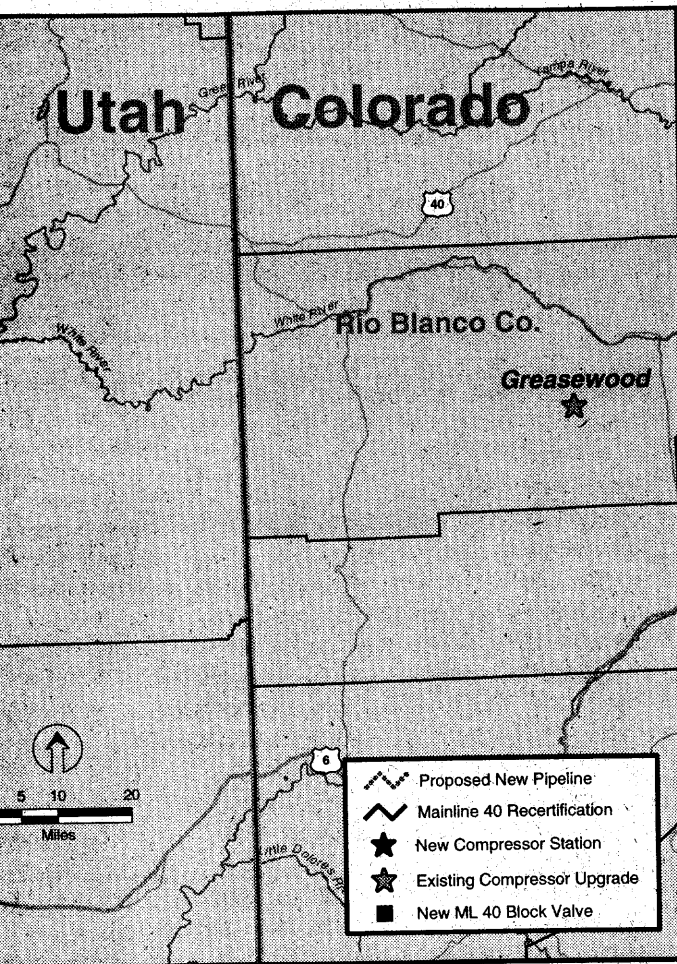 Green River
Yampa River
Utah
Colorado
40
White River
White River
Rio Blanco Co.
Greasewood
6
5 10 20
Miles
Little Dolores
Proposed New Pipeline
Mainline 40 Recertification
New Compressor Station
Existing Compressor Upgrade
New ML 40 Block Valve